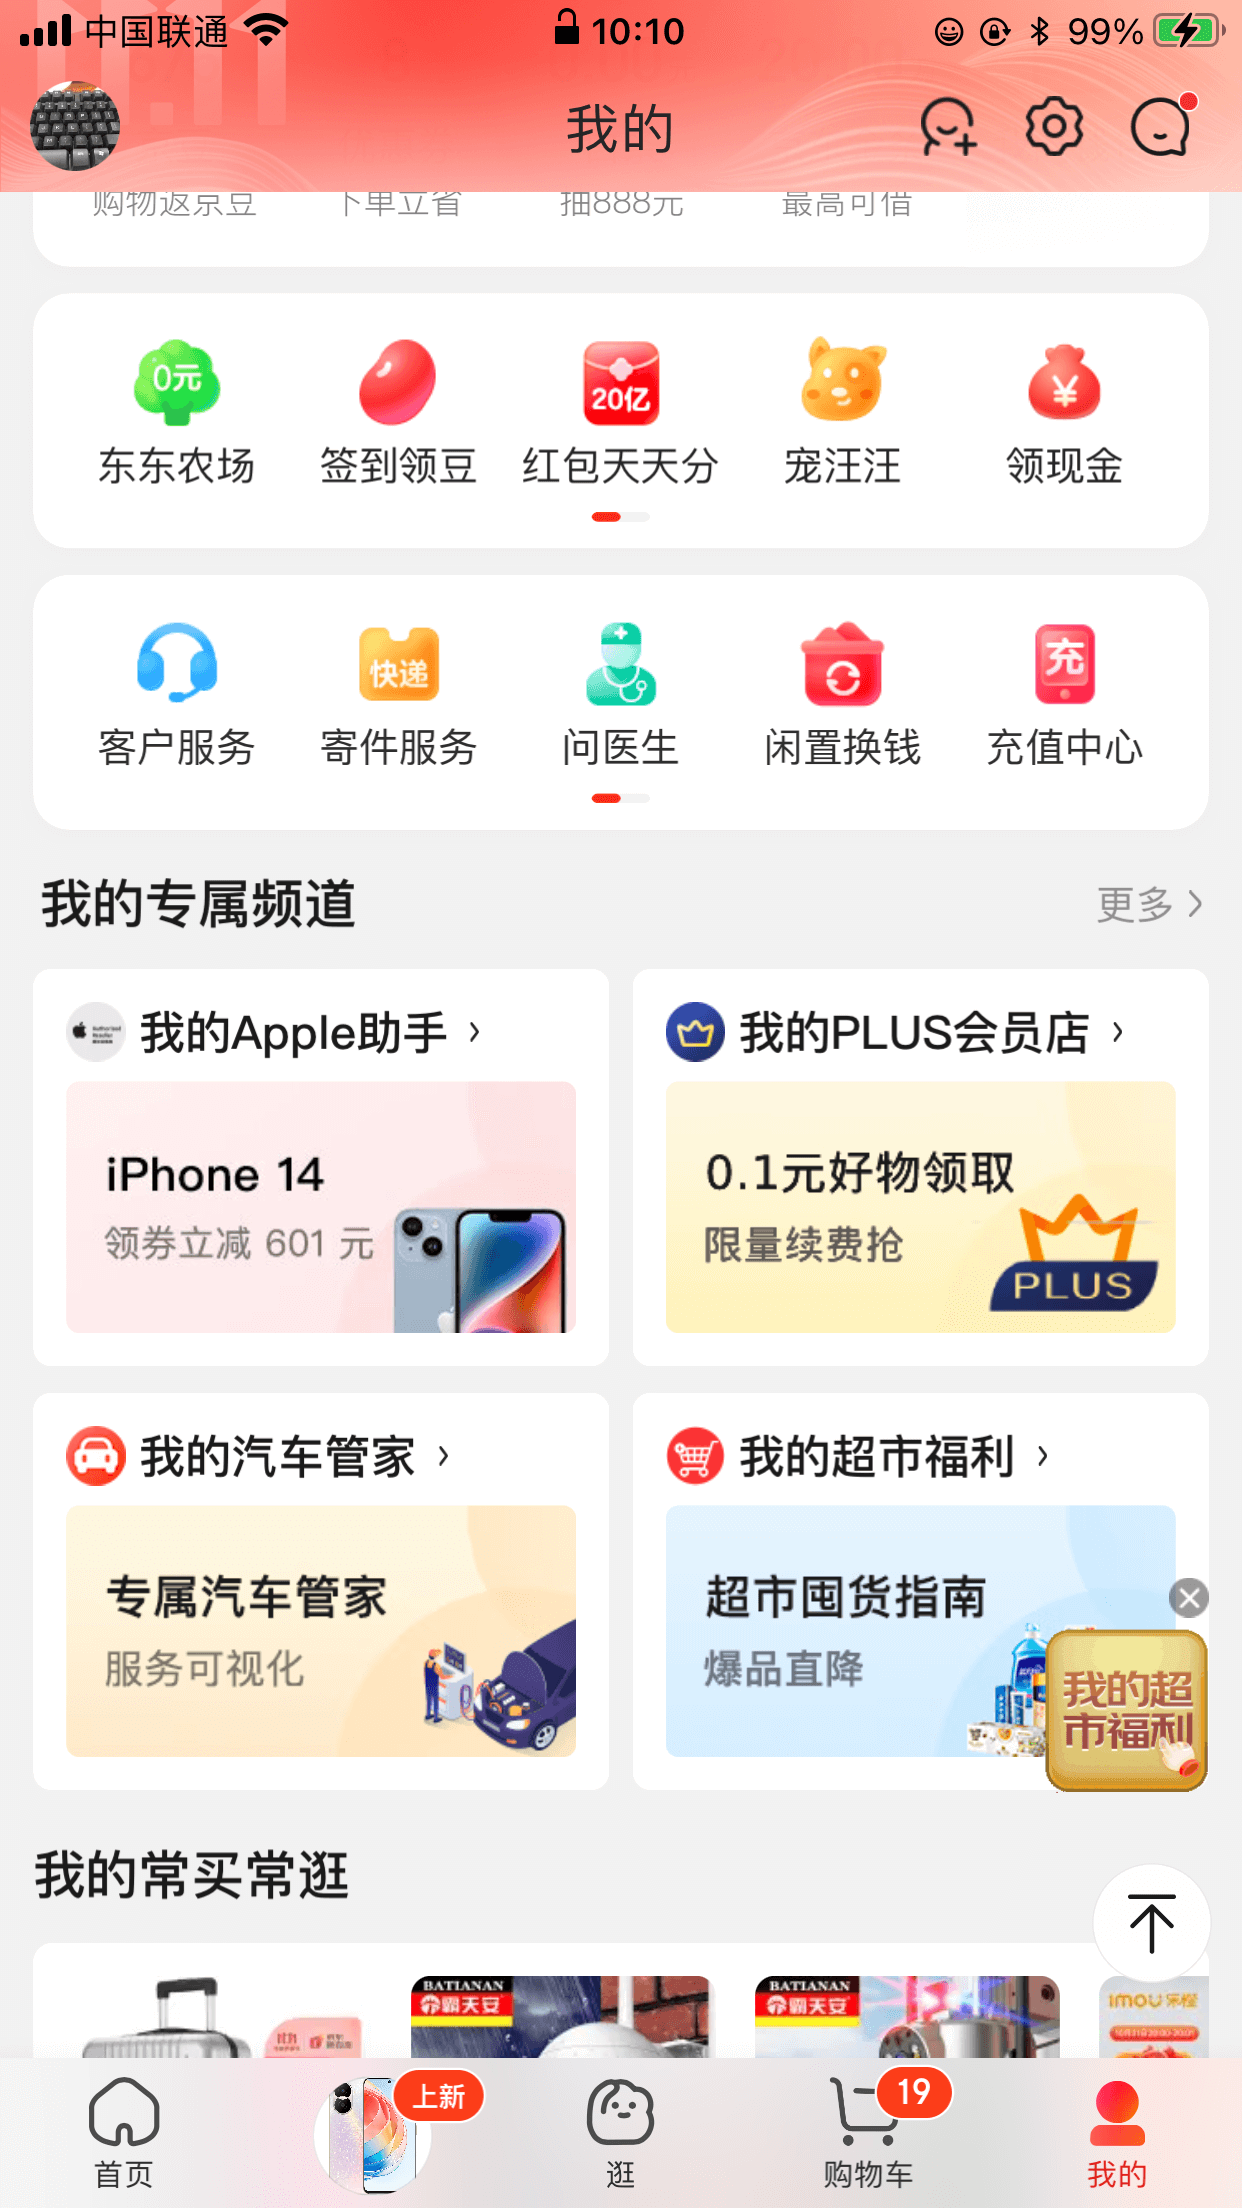 中国联通
10:10
99%
11.11
我的
购物返京豆
下单立省
抽888元
最高可借
0元
20亿
¥
东东农场
签到领豆
红包天天分
宠汪汪
领现金
快递
充
客户服务
寄件服务
问医生
闲置换钱
充值中心
我的专属频道
更多
我的Apple助手
我的PLUS会员店
iPhone 14
领券立减 601 元
0.1元好物领取
限量续费抢
PLUS
我的汽车管家
我的超市福利
专属汽车管家
服务可视化
超市囤货指南
爆品直降
我的超
市福利
我的常买常逛
11.11
BATIANAN
霸天安
BATIANAN
霸天安
imou 乐橙
上新
19
首页
逛
购物车
我的